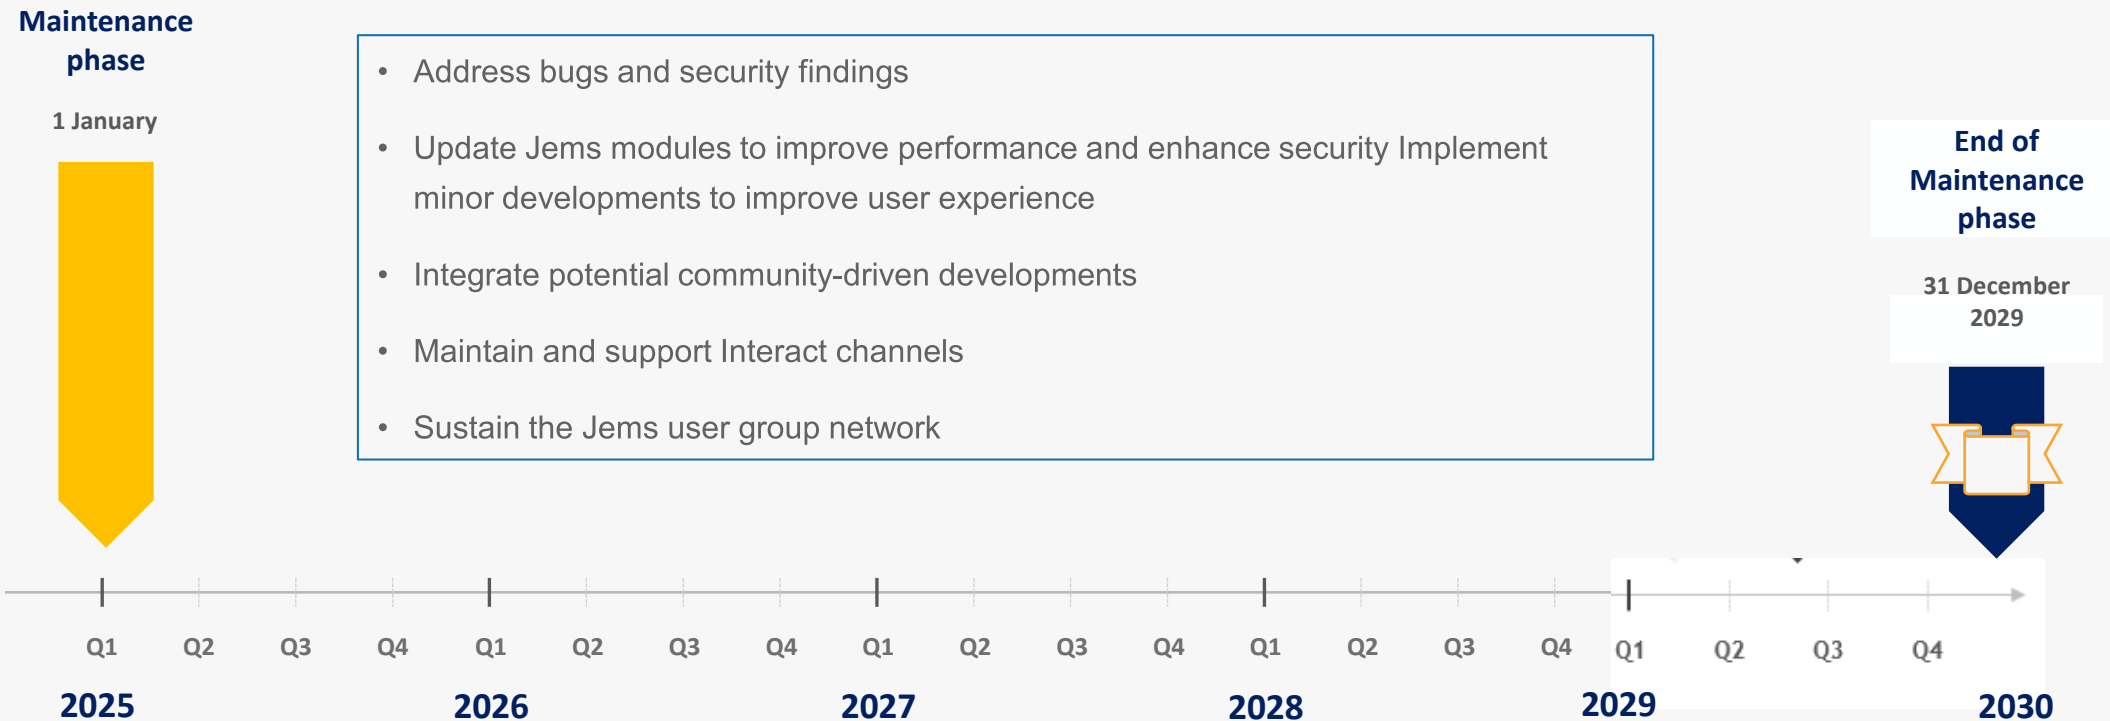 Maintenance
phase
1 January
• Address bugs and security findings
• Update Jems modules to improve performance and enhance security Implement
minor developments to improve user experience
• Integrate potential community-driven developments
• Maintain and support Interact channels
• Sustain the Jems user group network
End of
Maintenance
phase
31 December
2029
Q1 Q2 Q3 Q4 Q1 Q2 Q3 Q4 Q1 Q2 Q3 Q4 Q1 Q2 Q3 Q4 Q1 Q2 Q3 Q4
2025 2026 2027 2028 2029 2030